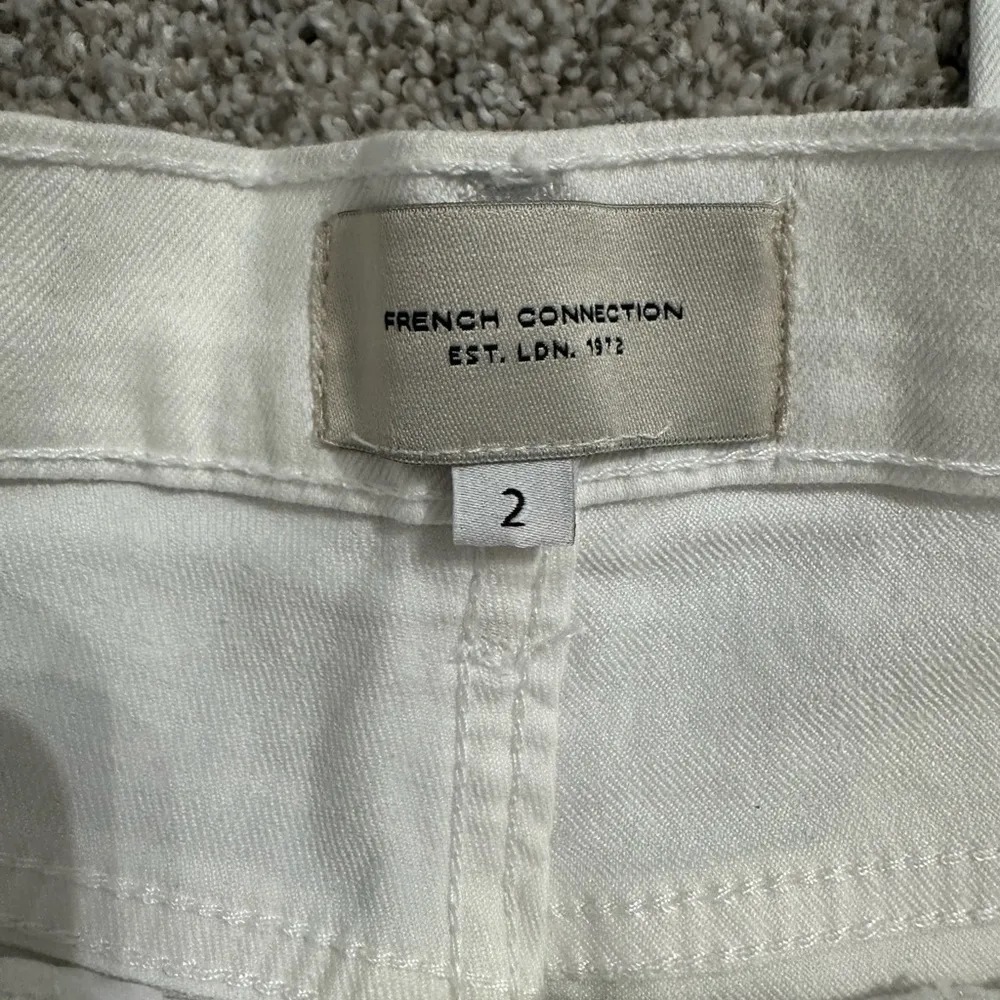 FRENCH CONNECTION
EST. LDN. 1972
2